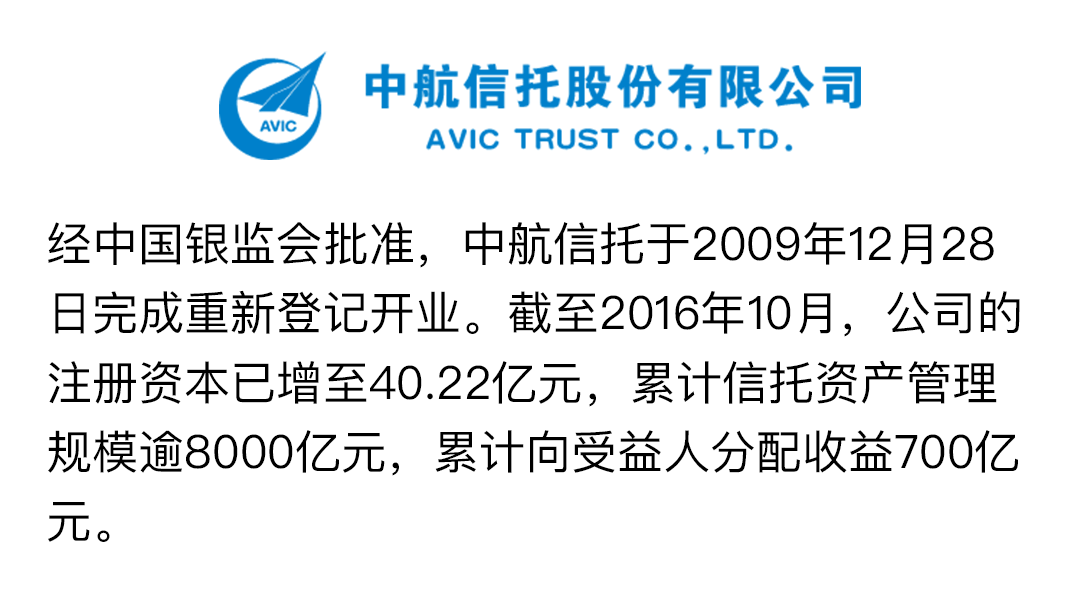 AVIC
中航信托股份有限公司
AVIC TRUST CO.,LTD.
经中国银监会批准，中航信托于2009年12月28
日完成重新登记开业。截至2016年10月，公司的
注册资本已增至40.22亿元，累计信托资产管理
规模逾8000亿元，累计向受益人分配收益700亿
元。